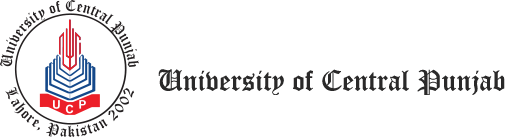 University of Central Punjab
UCP
Lahore, Pakistan 2002
University of Central Punjab